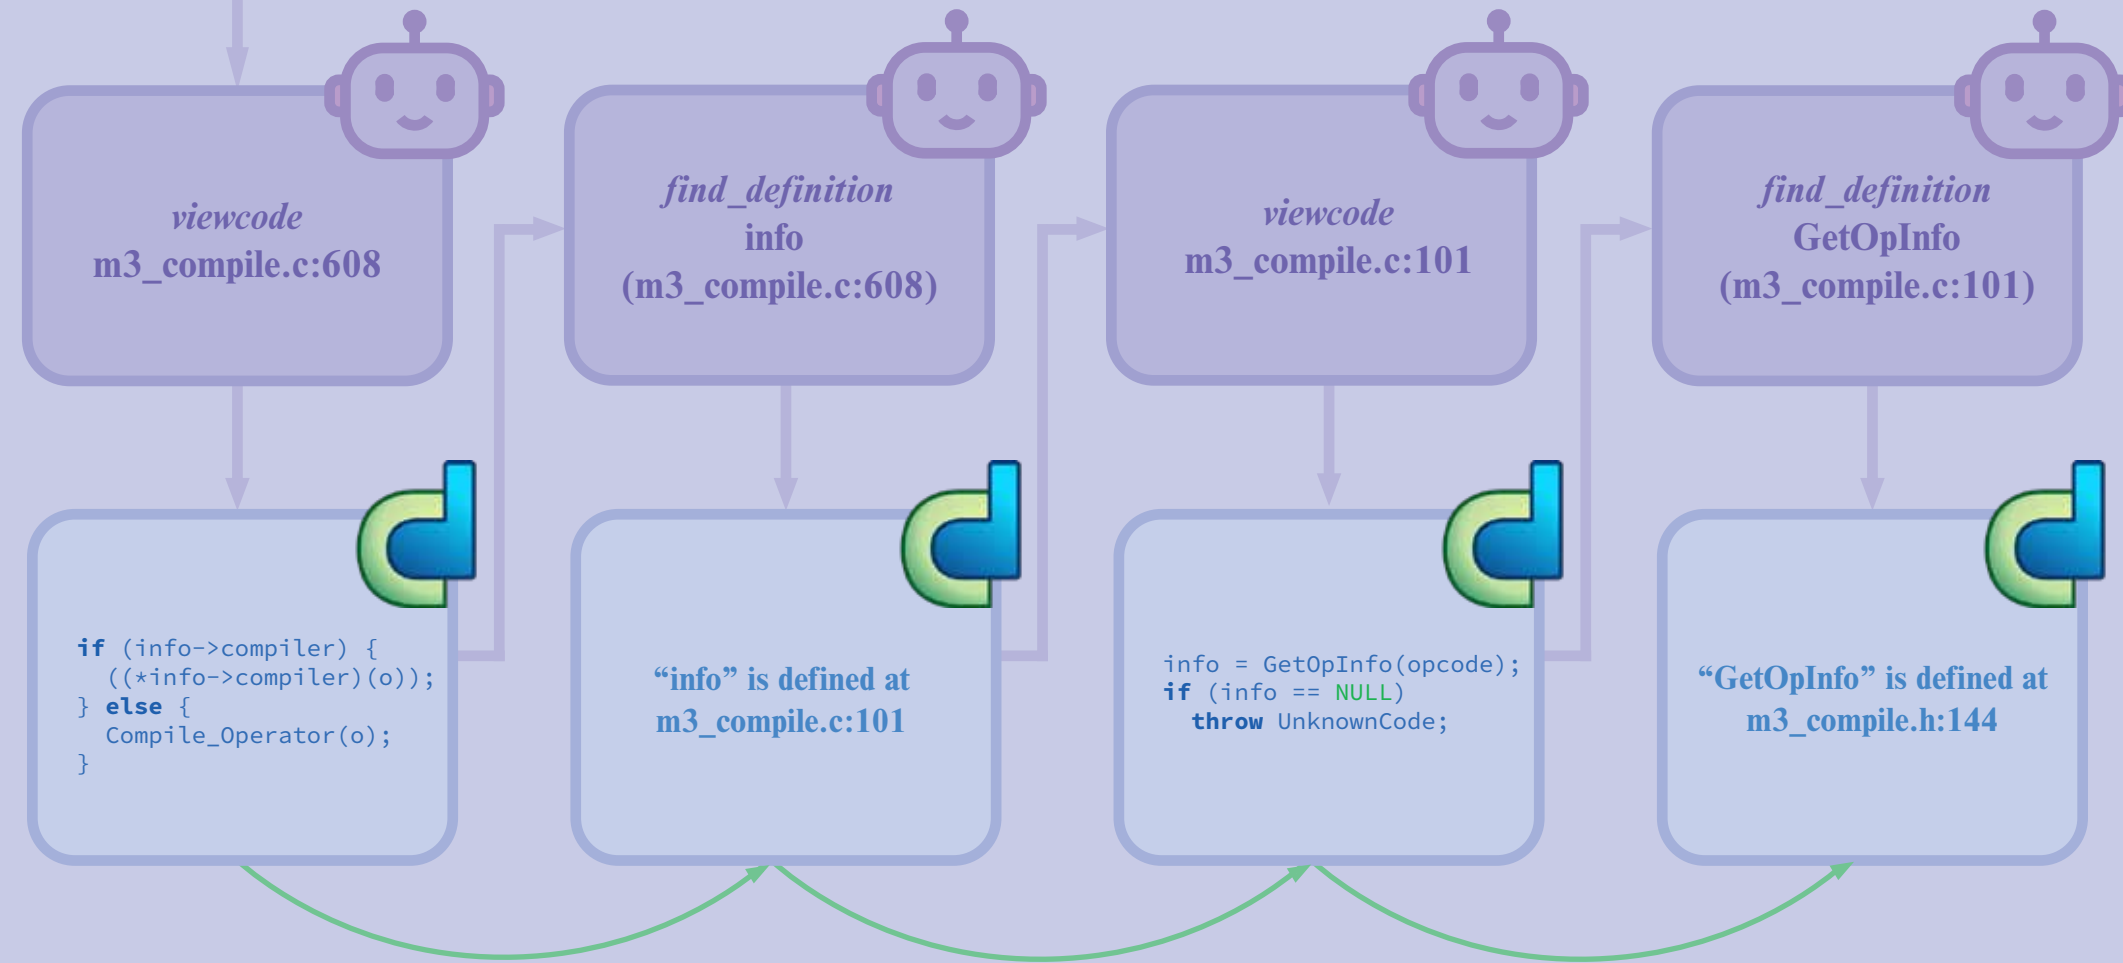 viewcode
m3_compile.c:608
find_definition
info
(m3_compile.c:608)
viewcode
m3_compile.c:101
find_definition
GetOpInfo
(m3_compile.c:101)
if (info->compiler) {
  ((*info->compiler)(o));
} else {
  Compile_Operator(o);
}
“info” is defined at
m3_compile.c:101
info = GetOpInfo(opcode);
if (info == NULL)
  throw UnknownCode;
“GetOpInfo” is defined at
m3_compile.h:144